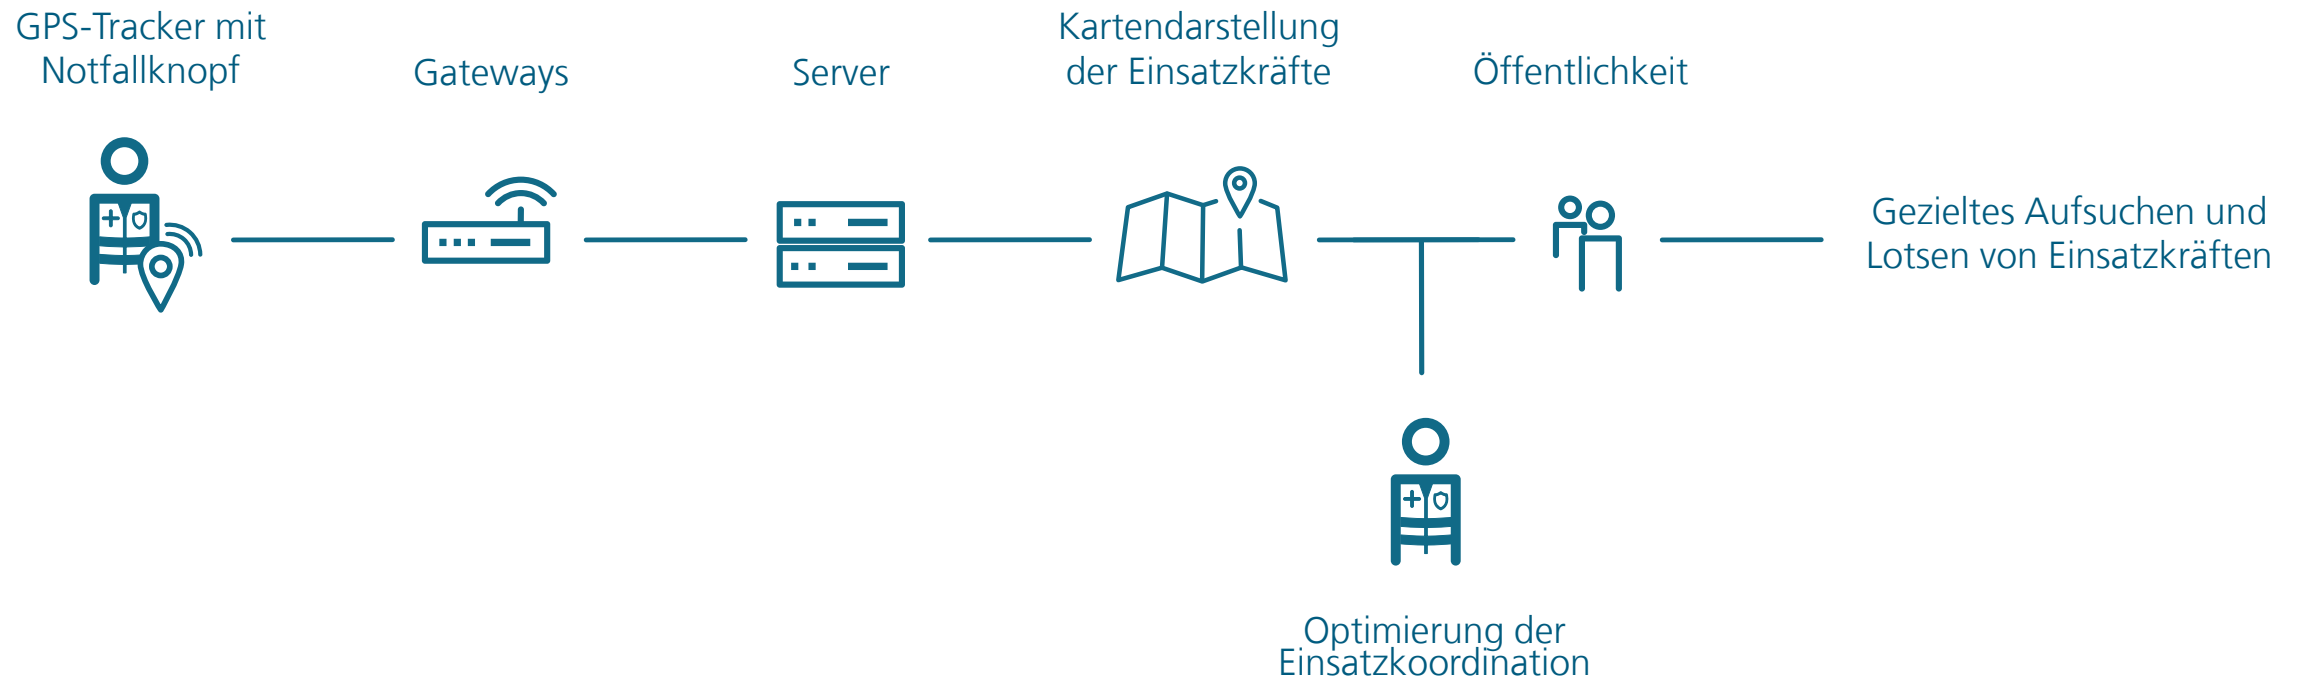 GPS-Tracker mit
Notfallknopf
Gateways
Server
Kartendarstellung
der Einsatzkräfte
Öffentlichkeit
Gezieltes Aufsuchen und
Lotsen von Einsatzkräften
Optimierung der
Einsatzkoordination